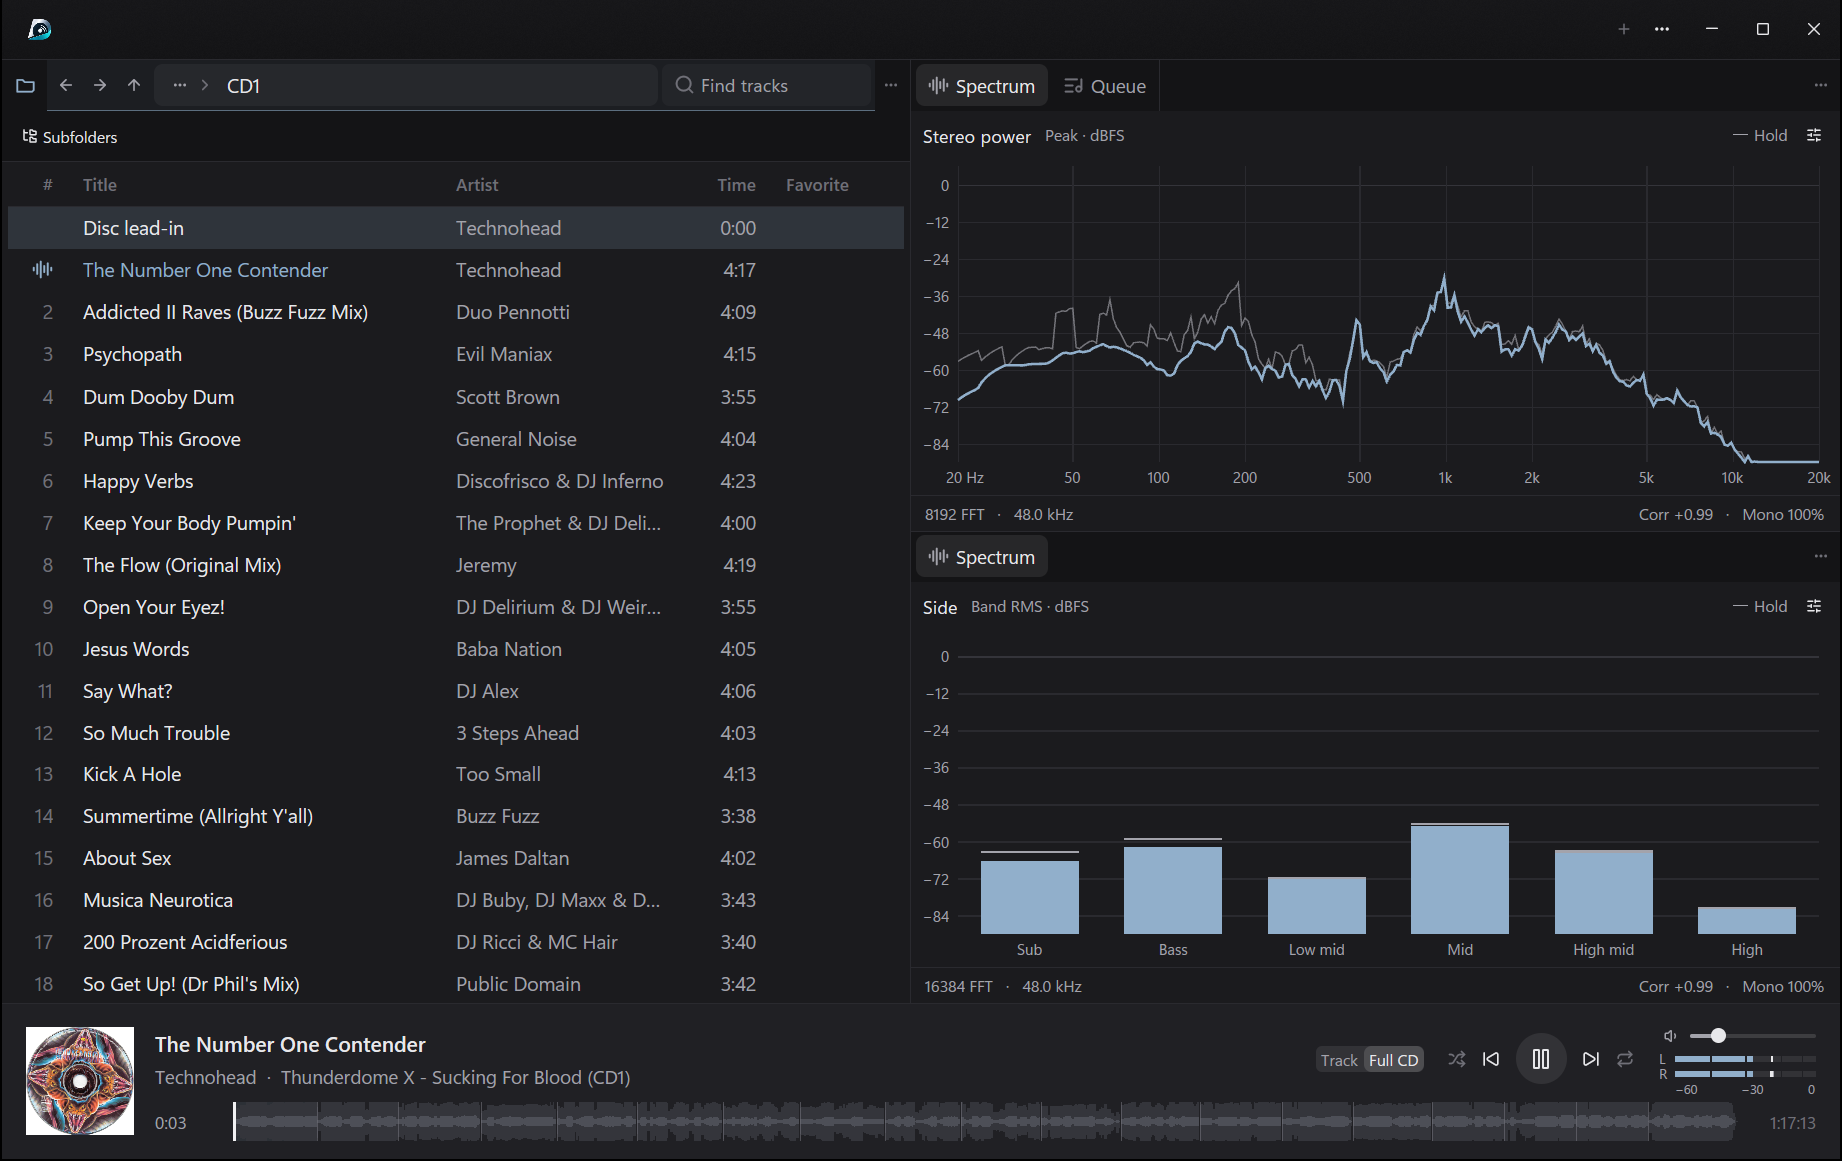 CD1
Find tracks
Spectrum
Queue
Subfolders
Stereo power Peak · dBFS
Hold
# Title Artist Time Favorite
Disc lead-in Technohead 0:00
The Number One Contender Technohead 4:17
2 Addicted II Raves (Buzz Fuzz Mix) Duo Pennotti 4:09
3 Psychopath Evil Maniax 4:15
4 Dum Dooby Dum Scott Brown 3:55
5 Pump This Groove General Noise 4:04
6 Happy Verbs Discofrisco & DJ Inferno 4:23
7 Keep Your Body Pumpin' The Prophet & DJ Deli... 4:00
8 The Flow (Original Mix) Jeremy 4:19
9 Open Your Eyez! DJ Delirium & DJ Weir... 3:55
10 Jesus Words Baba Nation 4:05
11 Say What? DJ Alex 4:06
12 So Much Trouble 3 Steps Ahead 4:03
13 Kick A Hole Too Small 4:13
14 Summertime (Allright Y'all) Buzz Fuzz 3:38
15 About Sex James Daltan 4:02
16 Musica Neurotica DJ Buby, DJ Maxx & D... 3:43
17 200 Prozent Acidferious DJ Ricci & MC Hair 3:40
18 So Get Up! (Dr Phil's Mix) Public Domain 3:42
0
−12
−24
−36
−48
−60
−72
−84
20 Hz 50 100 200 500 1k 2k 5k 10k 20k
8192 FFT · 48.0 kHz
Corr +0.99 · Mono 100%
Spectrum
Side Band RMS · dBFS
Hold
0
−12
−24
−36
−48
−60
−72
−84
Sub Bass Low mid Mid High mid High
16384 FFT · 48.0 kHz
Corr +0.99 · Mono 100%
The Number One Contender
Technohead · Thunderdome X - Sucking For Blood (CD1)
0:03
Track Full CD
L
R
−60 −30 0
1:17:13